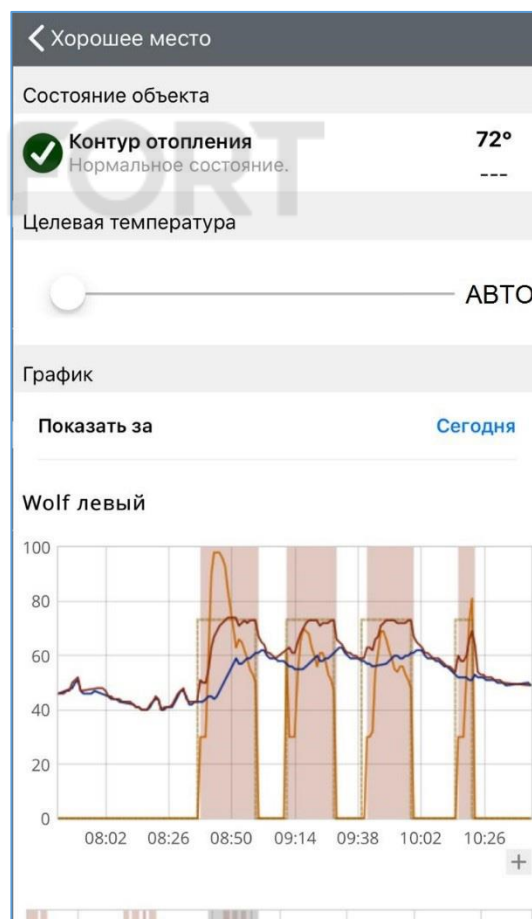 Хорошее место
Состояние объекта
FORT
Контур отопления
72°
Нормальное состояние.
---
Целевая температура
АВТО
График
Показать за
Сегодня
Wolf левый
100
80
60
40
20
0
08:02 08:26 08:50 09:14 09:38 10:02 10:26
+